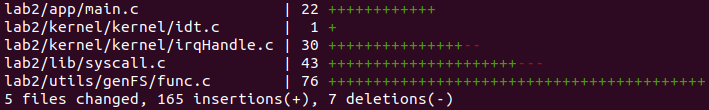 lab2/app/main.c | 22 ++++++++++++
lab2/kernel/kernel/idt.c | 1 +
lab2/kernel/kernel/irqHandle.c | 30 +++++++++++++++--
lab2/lib/syscall.c | 43 +++++++++++++++++++++---
lab2/utils/genFS/func.c | 76 ++++++++++++++++++++++++++++++++++++++++++
5 files changed, 165 insertions(+), 7 deletions(-)